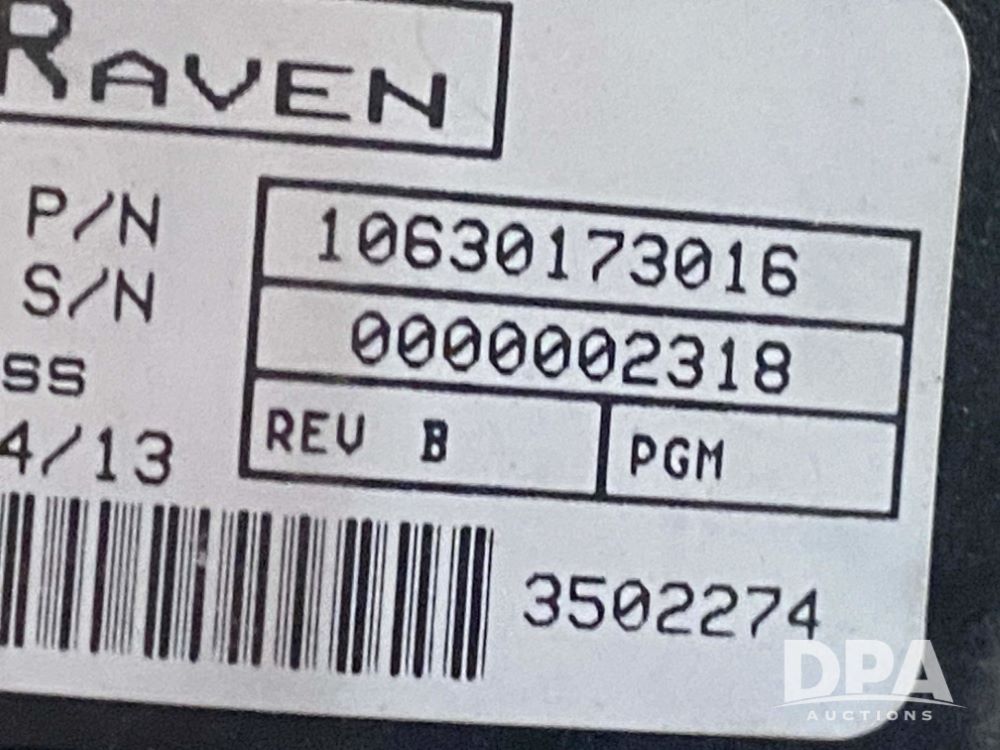 RAVEN
P/N 10630173016
S/N 0000002318
SS
4/13 REV B PGM
3502274
DPA
AUCTIONS